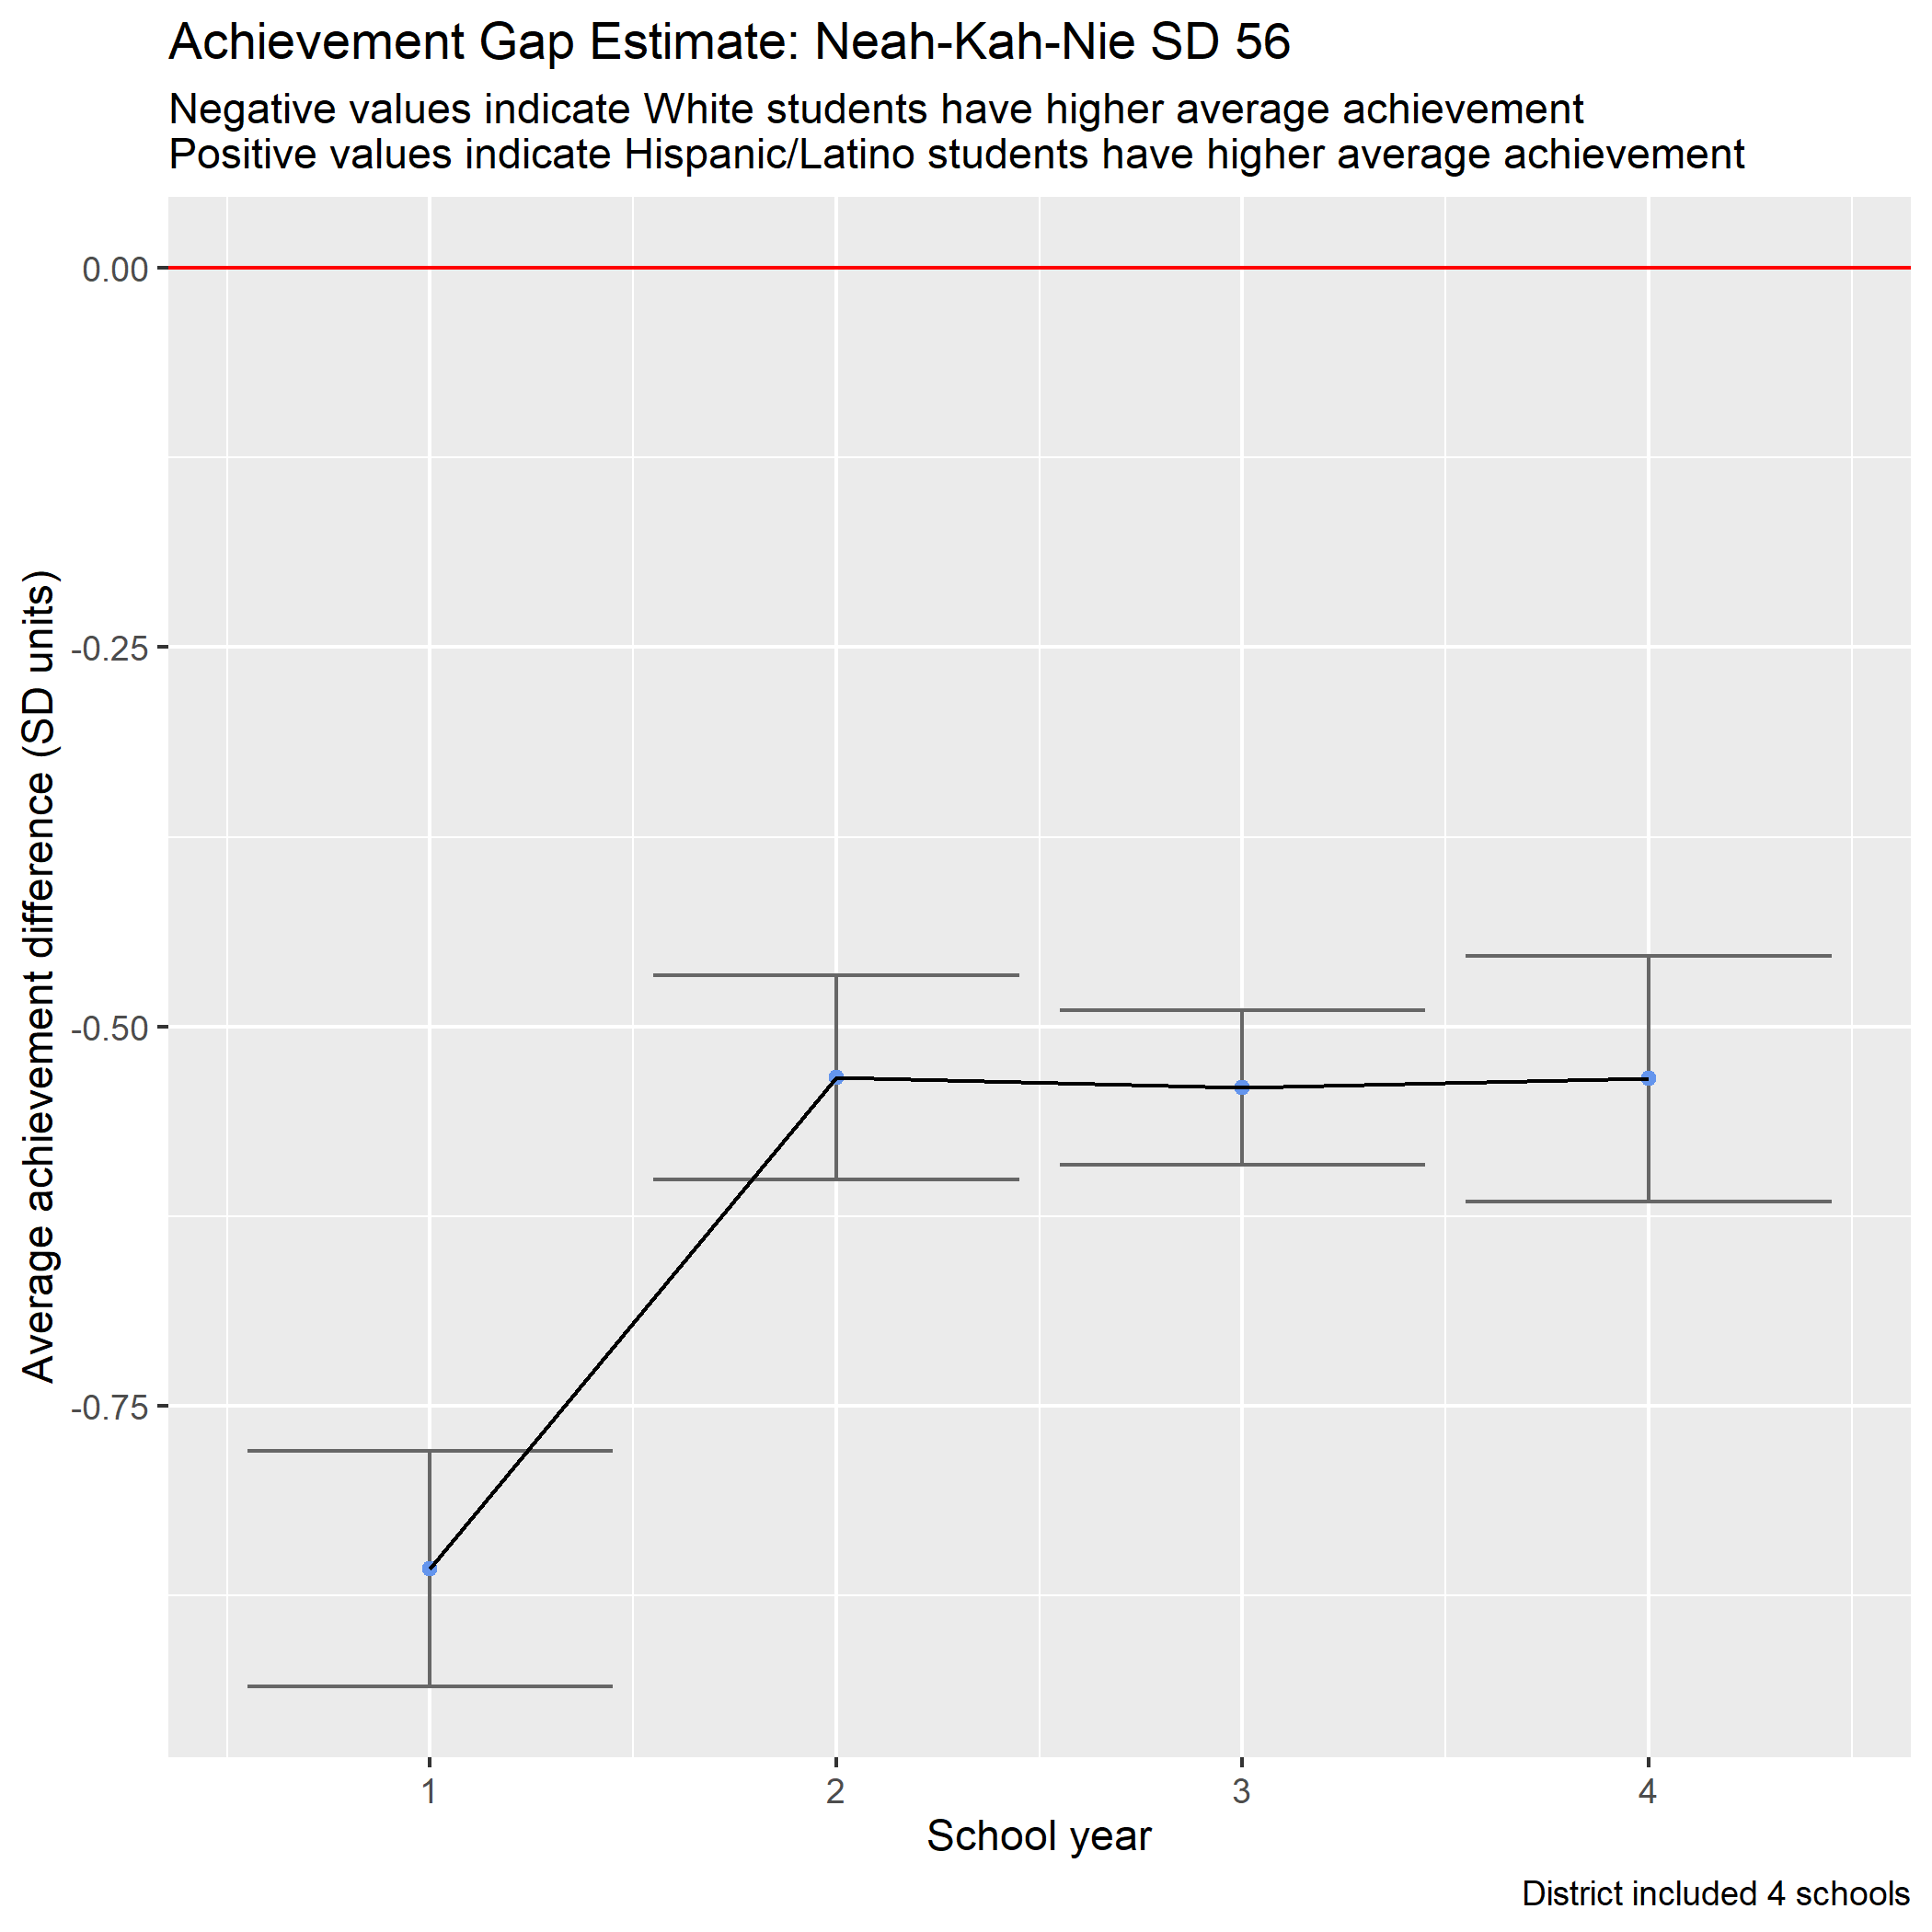 Achievement Gap Estimate: Neah-Kah-Nie SD 56
Negative values indicate White students have higher average achievement
Positive values indicate Hispanic/Latino students have higher average achievement
Average achievement difference (SD units)
0.00
-0.25
-0.50
-0.75
1
2
3
4
School year
District included 4 schools